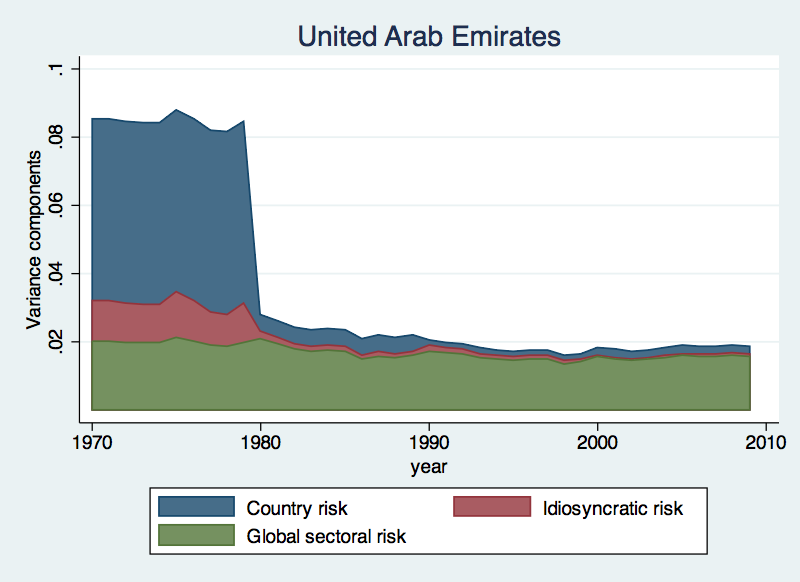 United Arab Emirates
Variance components
.1
.08
.06
.04
.02
1970 1980 1990 2000 2010
year
Country risk Idiosyncratic risk
Global sectoral risk